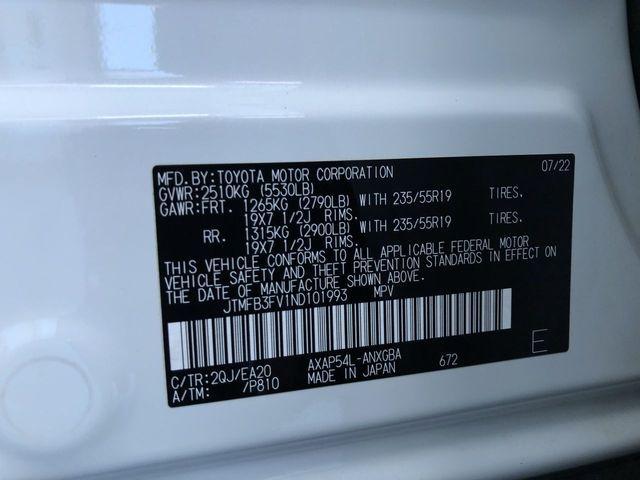 MFD.BY:TOYOTA MOTOR CORPORATION 07/22
GVWR:2510KG (5530LB)
GAWR:FRT. 1265KG (2790LB) WITH 235/55R19 TIRES.
19X7 1/2J RIMS.
RR. 1315KG (2900LB) WITH 235/55R19 TIRES.
19X7 1/2J RIMS.
THIS VEHICLE CONFORMS TO ALL APPLICABLE FEDERAL MOTOR
VEHICLE SAFETY AND THEFT PREVENTION STANDARDS IN EFFECT ON
THE DATE OF MANUFACTURE SHOWN ABOVE.
JTMFB3FV1ND101993 MPV
C/TR:2QJ/EA20 AXAP54L-ANXGBA 672 E
A/TM: /P810 MADE IN JAPAN